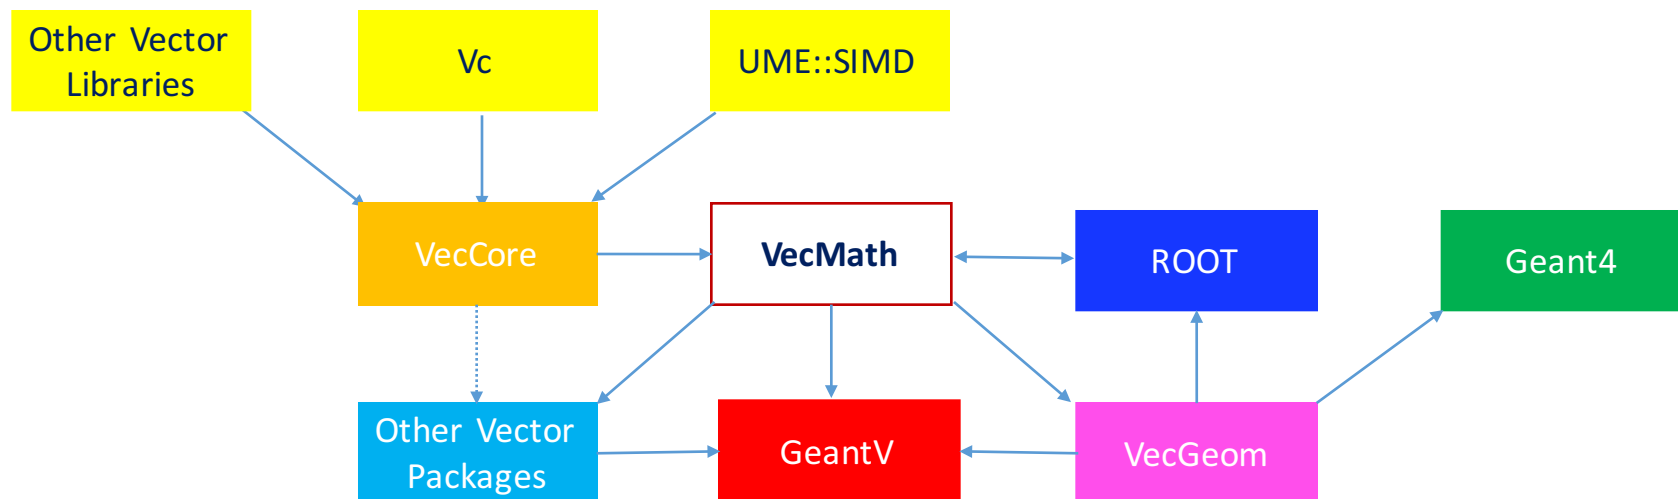 Other Vector
Libraries
Vc
UME::SIMD
VecCore
VecMath
ROOT
Geant4
Other Vector
Packages
GeantV
VecGeom